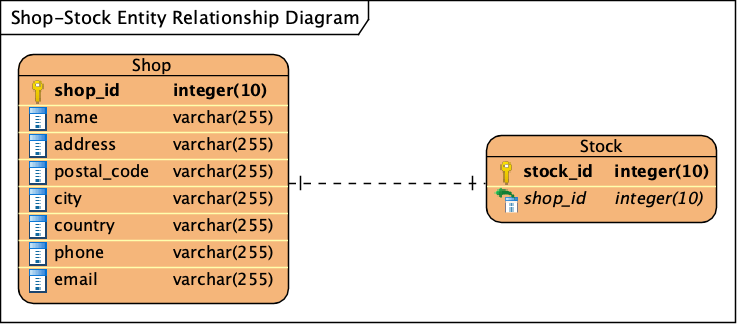 Shop-Stock Entity Relationship Diagram
Shop
shop_id integer(10)
name varchar(255)
address varchar(255)
postal_code varchar(255)
city varchar(255)
country varchar(255)
phone varchar(255)
email varchar(255)
Stock
stock_id integer(10)
shop_id integer(10)